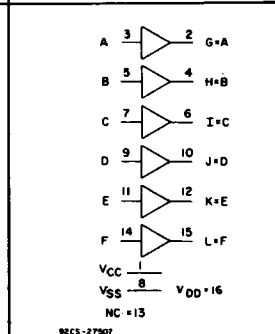 A 3 2 G=A
B 5 4 H=B
C 7 6 I=C
D 9 10 J=D
E 11 12 K=E
F 14 15 L=F
VCC 1
VSS 8 VDD=16
NC=13
92CS-27507